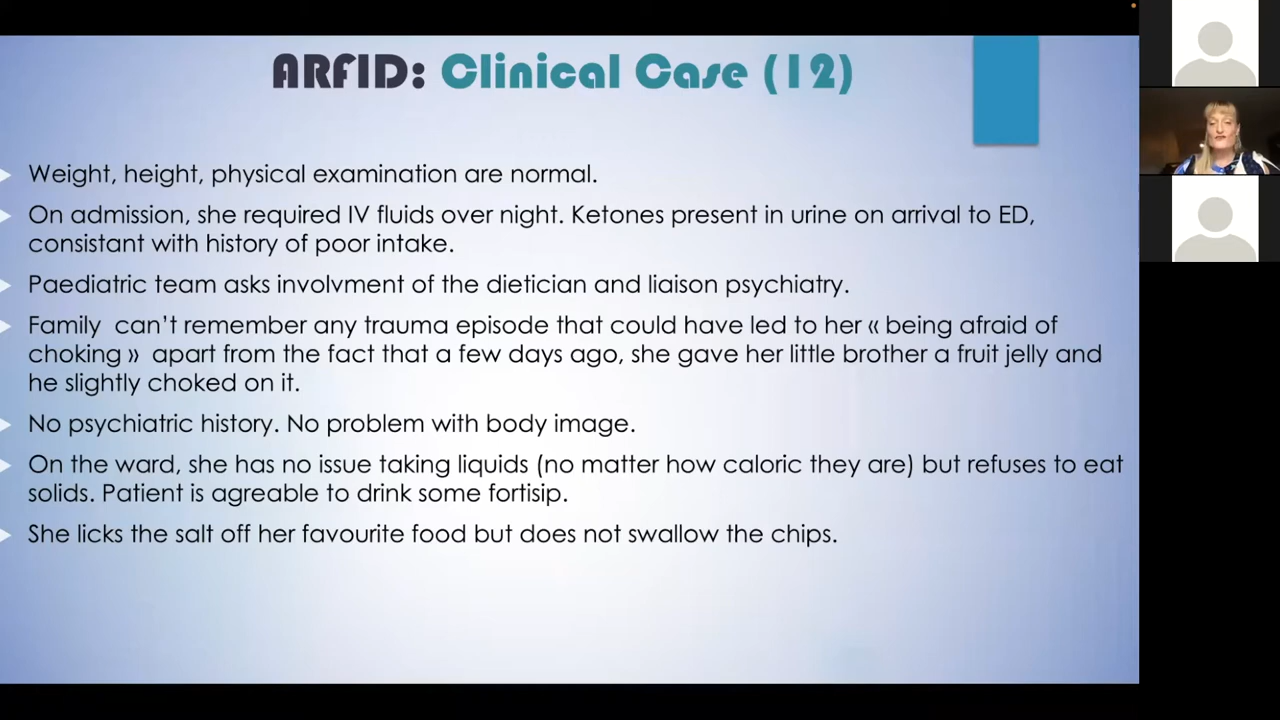 ARFID: Clinical Case (12)
Weight, height, physical examination are normal.
On admission, she required IV fluids over night. Ketones present in urine on arrival to ED,
consistant with history of poor intake.
Paediatric team asks involvment of the dietician and liaison psychiatry.
Family can't remember any trauma episode that could have led to her « being afraid of
choking » apart from the fact that a few days ago, she gave her little brother a fruit jelly and
he slightly choked on it.
No psychiatric history. No problem with body image.
On the ward, she has no issue taking liquids (no matter how caloric they are) but refuses to eat
solids. Patient is agreable to drink some fortisip.
She licks the salt off her favourite food but does not swallow the chips.